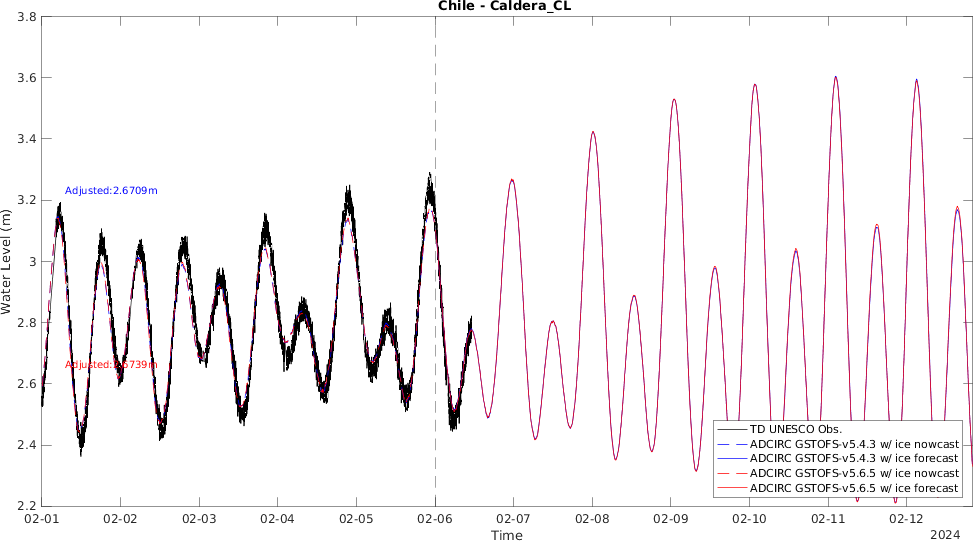 Chile - Caldera_CL
3.8
3.6
3.4
3.2
3
2.8
2.6
2.4
2.2
Water Level (m)
Adjusted:2.6709m
Adjusted:2.6739m
TD UNESCO Obs.
ADCIRC GSTOFS-v5.4.3 w/ ice nowcast
ADCIRC GSTOFS-v5.4.3 w/ ice forecast
ADCIRC GSTOFS-v5.6.5 w/ ice nowcast
ADCIRC GSTOFS-v5.6.5 w/ ice forecast
02-01 02-02 02-03 02-04 02-05 02-06 02-07 02-08 02-09 02-10 02-11 02-12
Time
2024